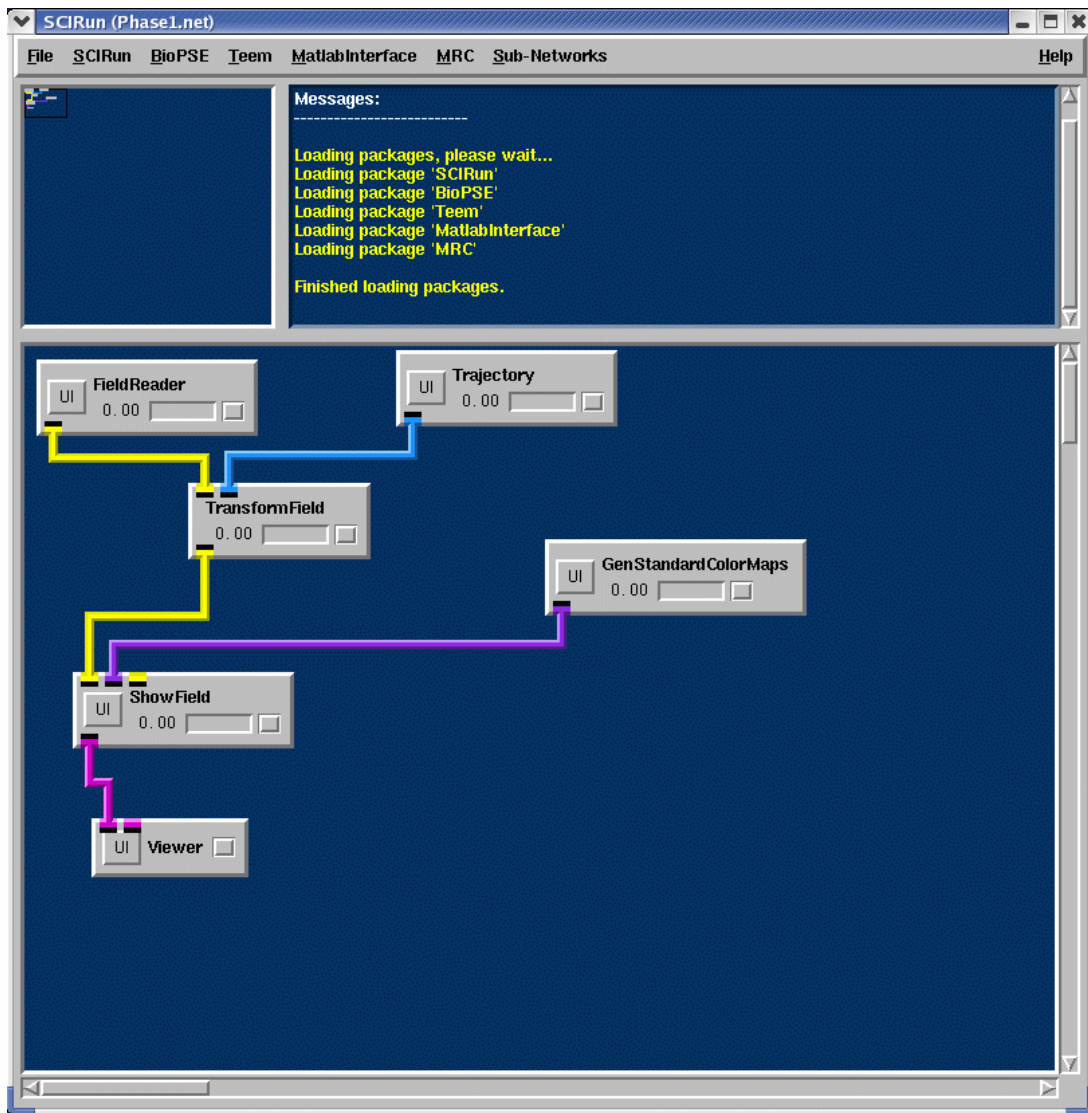 SCIRun (Phase1.net)
File SCIRun BioPSE Teem MatlabInterface MRC Sub-Networks Help
Messages:
--------------------------
Loading packages, please wait...
Loading package 'SCIRun'
Loading package 'BioPSE'
Loading package 'Teem'
Loading package 'MatlabInterface'
Loading package 'MRC'
Finished loading packages.
UI FieldReader
0.00
UI Trajectory
0.00
TransformField
0.00
UI GenStandardColorMaps
0.00
UI ShowField
0.00
UI Viewer